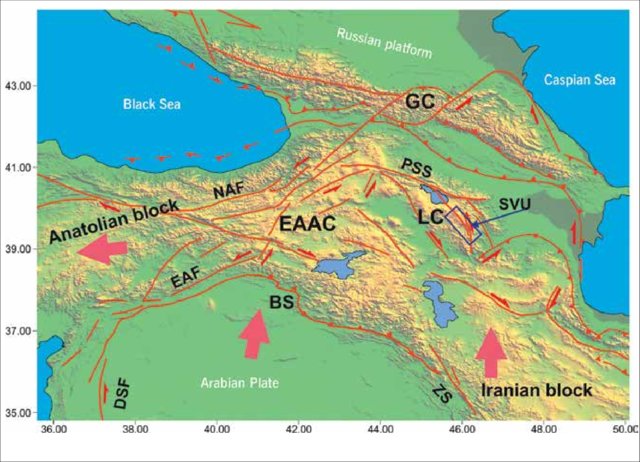 Russian platform
43.00
GC
Caspian Sea
Black Sea
41.00
PSS
NAF
SVU
LC
Anatolian block
EAAC
39.00
EAF
BS
37.00
Arabian Plate
DSF
ZS
Iranian block
35.00
36.00 38.00 40.00 42.00 44.00 46.00 48.00 50.00